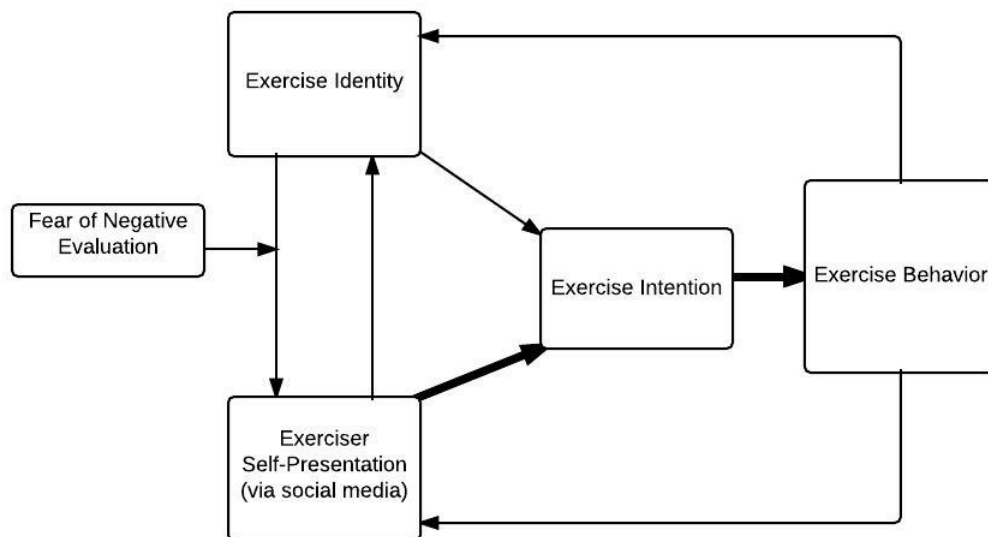 Exercise Identity
Fear of Negative
Evaluation
Exercise Intention
Exercise Behavior
Exerciser
Self-Presentation
(via social media)